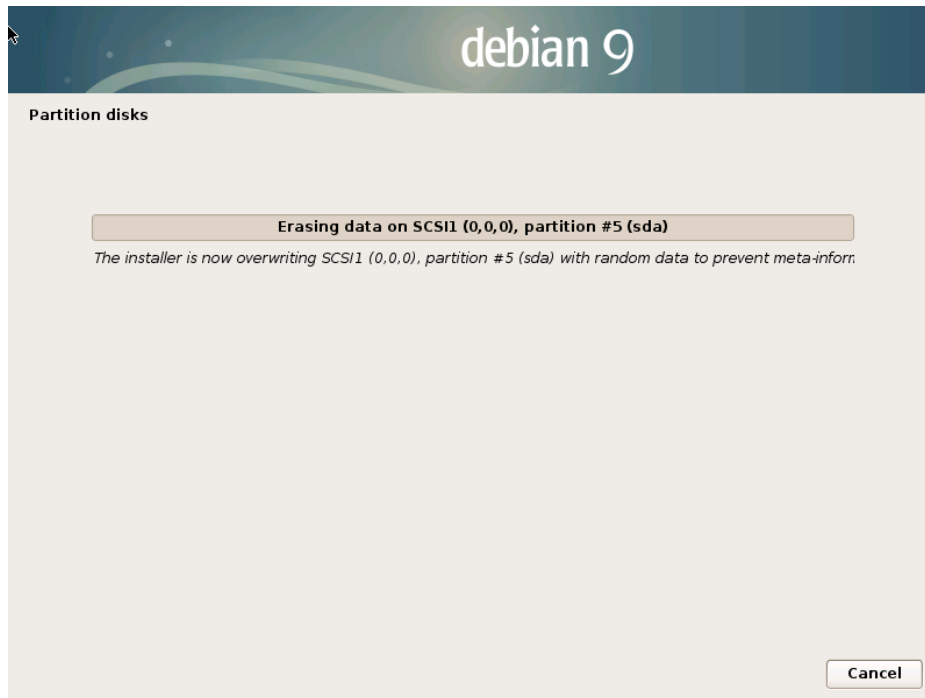 debian 9
Partition disks
Erasing data on SCSI1 (0,0,0), partition #5 (sda)
The installer is now overwriting SCSI1 (0,0,0), partition #5 (sda) with random data to prevent meta-inform
Cancel